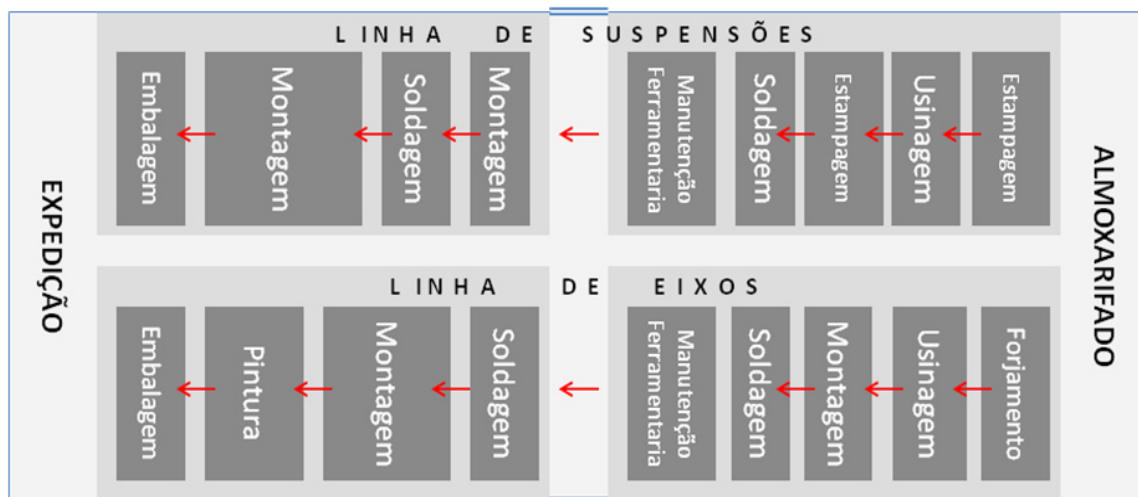 LINHA DE SUSPENSÕES
Embalagem
Montagem
Soldagem
Montagem
Manutenção
Ferramentaria
Soldagem
Estampagem
Usinagem
Estampagem
EXPEDIÇÃO
ALMOXARIFADO
LINHA DE EIXOS
Embalagem
Pintura
Montagem
Soldagem
Manutenção
Ferramentaria
Soldagem
Montagem
Usinagem
Forjamento